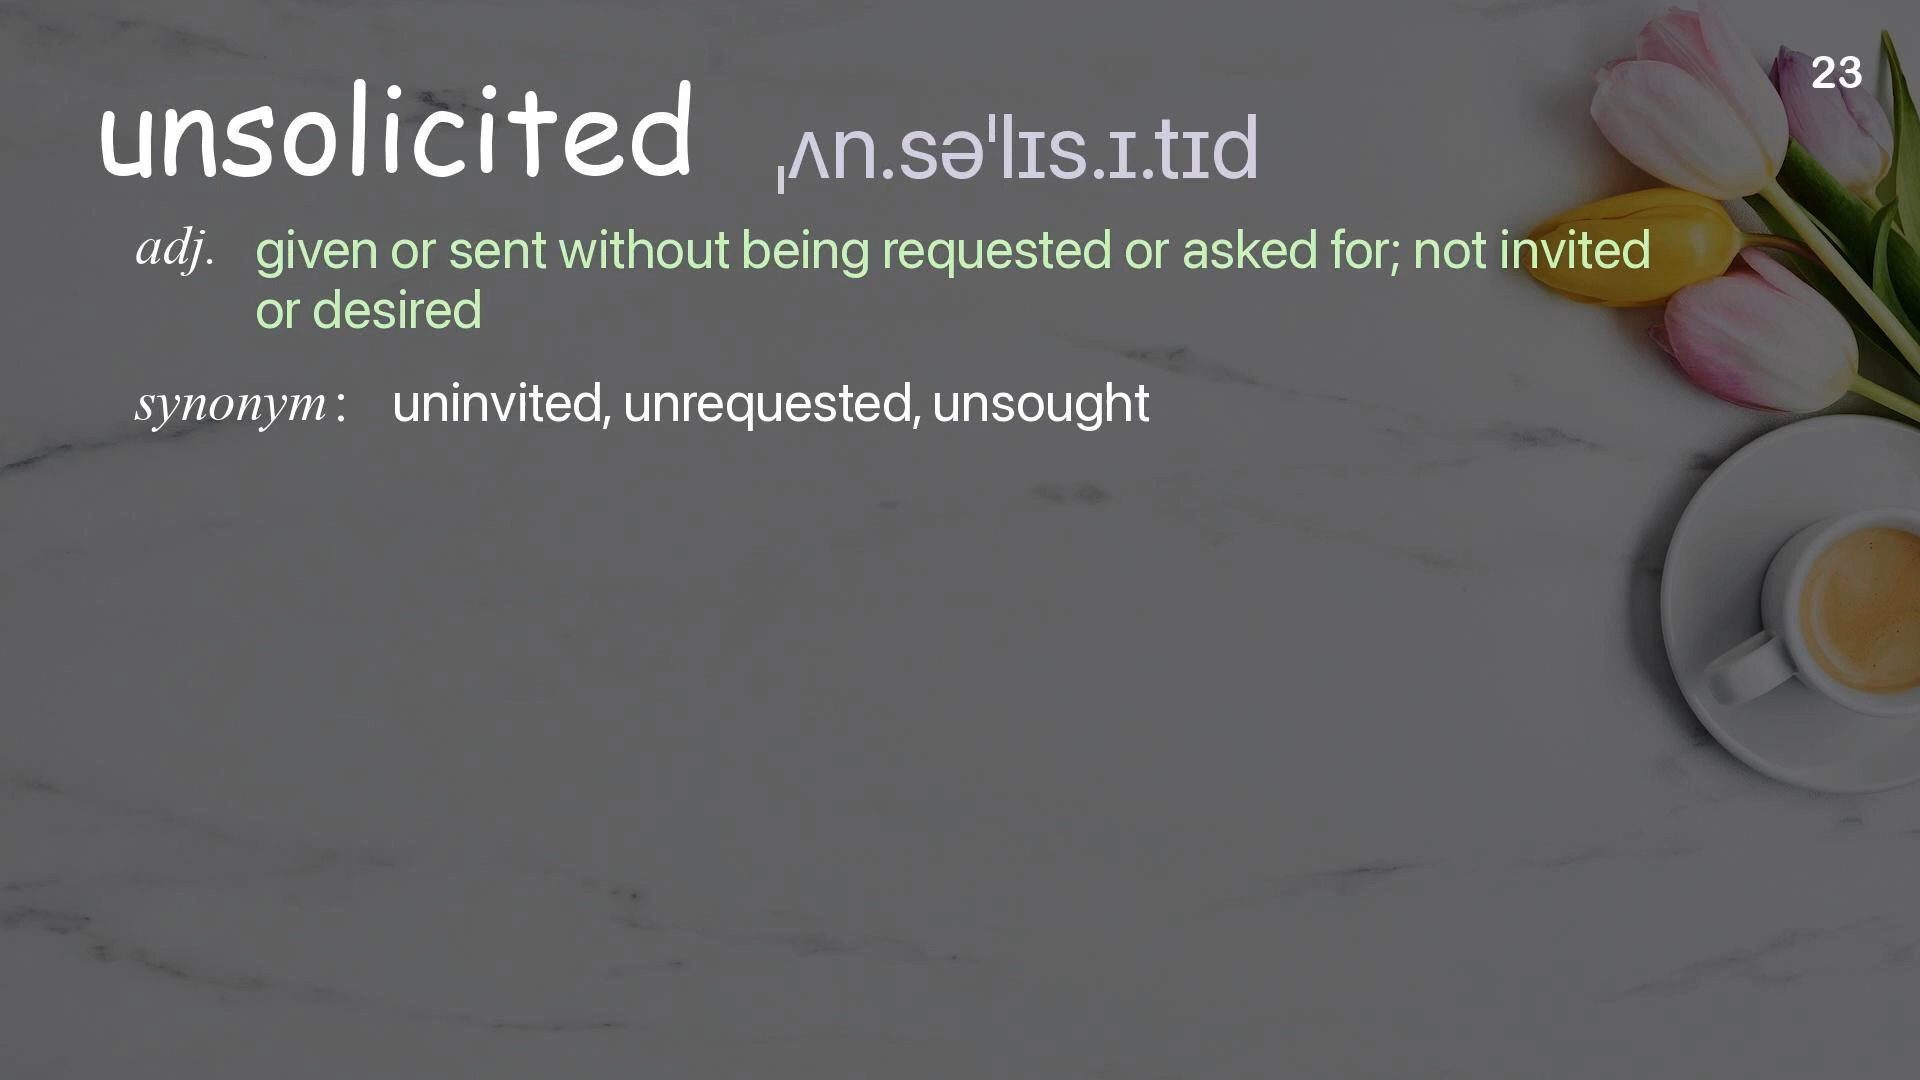 23
unsolicited ˌʌn.səˈlɪs.ɪ.tɪd
adj. given or sent without being requested or asked for; not invited
or desired
synonym: uninvited, unrequested, unsought